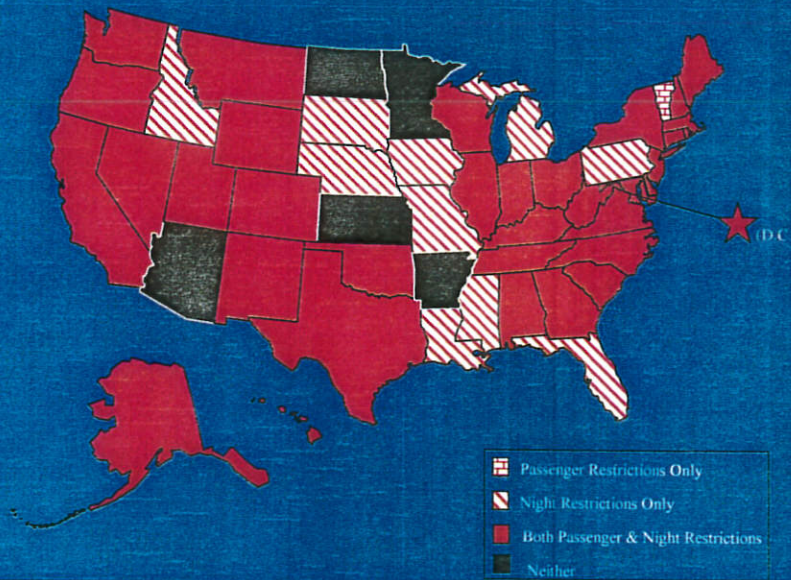 (D.C
Passenger Restrictions Only
Night Restrictions Only
Both Passenger & Night Restrictions
Neither